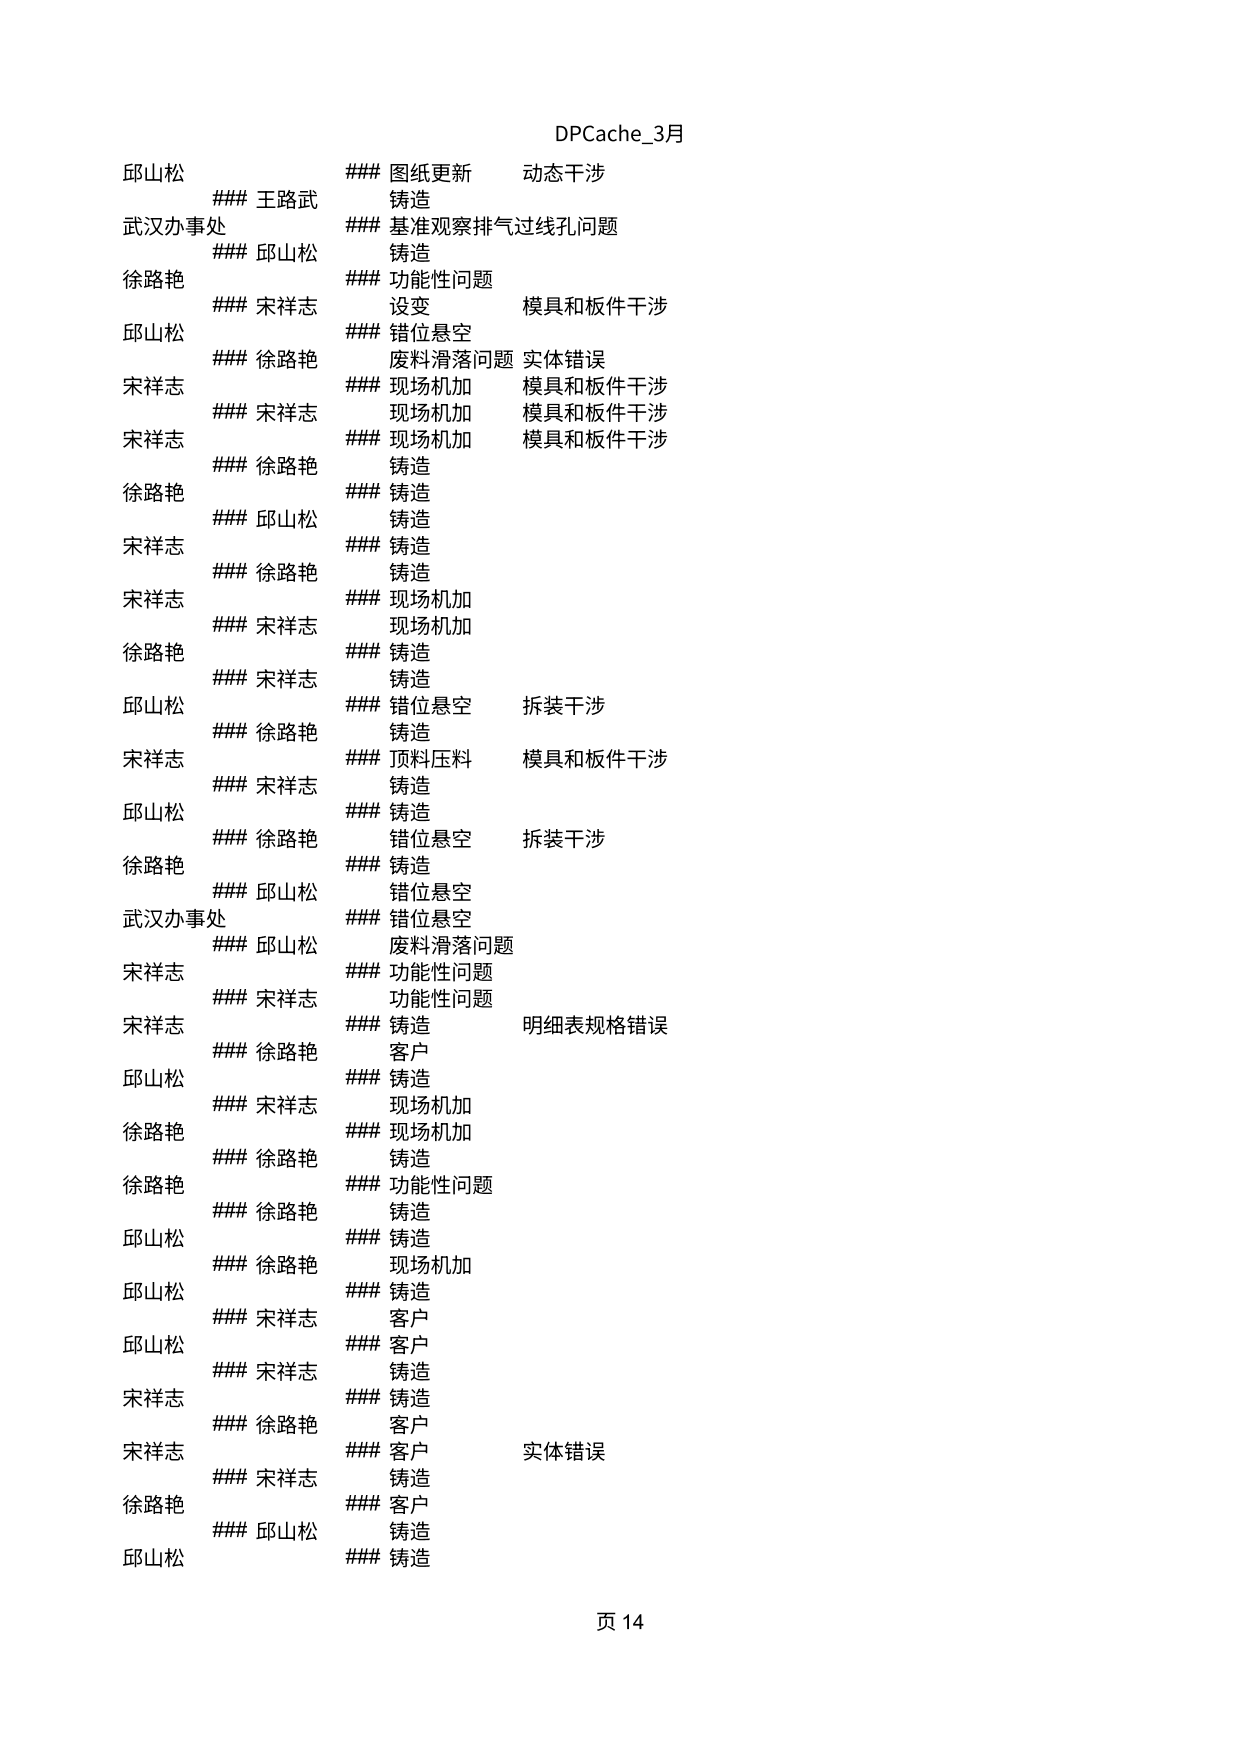 DPCache_3月
邱山松 ### 图纸更新 动态干涉
### 王路武 铸造
武汉办事处 ### 基准观察排气过线孔问题
### 邱山松 铸造
徐路艳 ### 功能性问题
### 宋祥志 设变 模具和板件干涉
邱山松 ### 错位悬空
### 徐路艳 废料滑落问题 实体错误
宋祥志 ### 现场机加 模具和板件干涉
### 宋祥志 现场机加 模具和板件干涉
宋祥志 ### 现场机加 模具和板件干涉
### 徐路艳 铸造
徐路艳 ### 铸造
### 邱山松 铸造
宋祥志 ### 铸造
### 徐路艳 铸造
宋祥志 ### 现场机加
### 宋祥志 现场机加
徐路艳 ### 铸造
### 宋祥志 铸造
邱山松 ### 错位悬空 拆装干涉
### 徐路艳 铸造
宋祥志 ### 顶料压料 模具和板件干涉
### 宋祥志 铸造
邱山松 ### 铸造
### 徐路艳 错位悬空 拆装干涉
徐路艳 ### 铸造
### 邱山松 错位悬空
武汉办事处 ### 错位悬空
### 邱山松 废料滑落问题
宋祥志 ### 功能性问题
### 宋祥志 功能性问题
宋祥志 ### 铸造 明细表规格错误
### 徐路艳 客户
邱山松 ### 铸造
### 宋祥志 现场机加
徐路艳 ### 现场机加
### 徐路艳 铸造
徐路艳 ### 功能性问题
### 徐路艳 铸造
邱山松 ### 铸造
### 徐路艳 现场机加
邱山松 ### 铸造
### 宋祥志 客户
邱山松 ### 客户
### 宋祥志 铸造
宋祥志 ### 铸造
### 徐路艳 客户
宋祥志 ### 客户 实体错误
### 宋祥志 铸造
徐路艳 ### 客户
### 邱山松 铸造
邱山松 ### 铸造
页 14